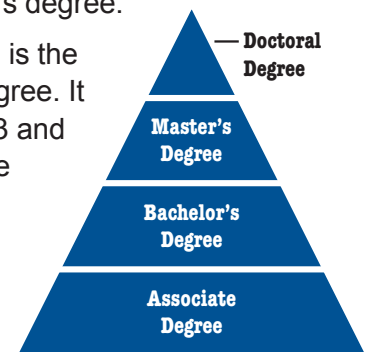 's degree.
is the
gree. It
3 and
e
Doctoral
Degree
Master's
Degree
Bachelor's
Degree
Associate
Degree